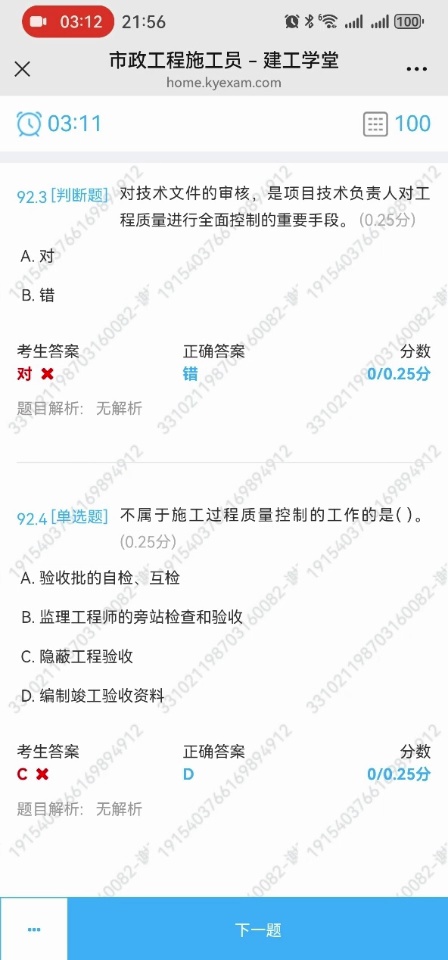 03:12 21:56 100
市政工程施工员 – 建工学堂
home.kyexam.com
03:11 100
92.3 [判断题] 对技术文件的审核，是项目技术负责人对工
程质量进行全面控制的重要手段。(0.25分)
A. 对
B. 错
考生答案 正确答案 分数
对 错 0/0.25分
题目解析: 无解析
92.4 [单选题] 不属于施工过程质量控制的工作的是( )。
(0.25分)
A. 验收批的自检、互检
B. 监理工程师的旁站检查和验收
C. 隐蔽工程验收
D. 编制竣工验收资料
考生答案 正确答案 分数
C D 0/0.25分
题目解析: 无解析
下一题